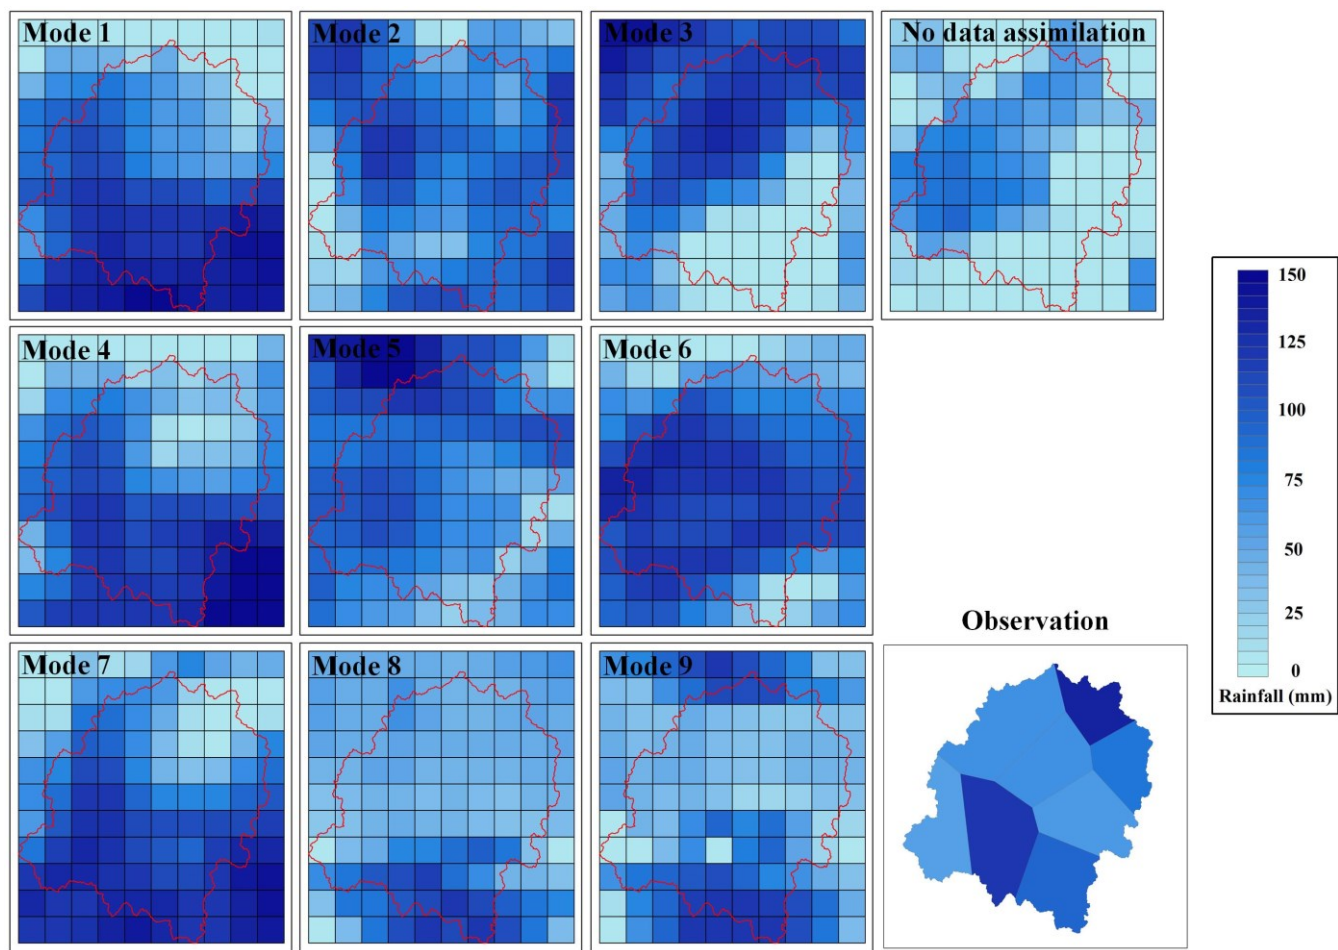 Mode 1
Mode 2
Mode 3
No data assimilation
Mode 4
Mode 5
Mode 6
Mode 7
Mode 8
Mode 9
Observation
150
125
100
75
50
25
0
Rainfall (mm)